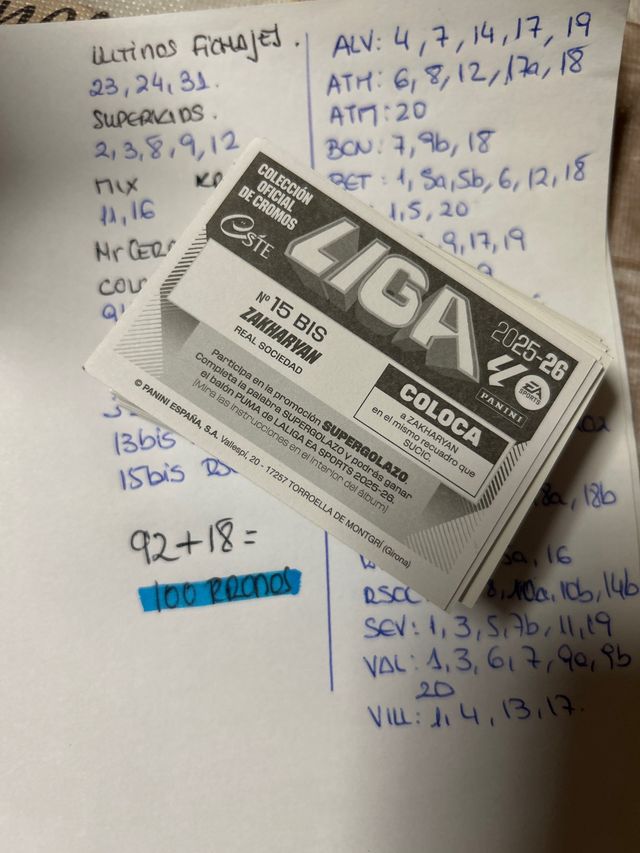 ULTIMOS FICHAJES.
23, 24, 31.
SUPERKIDS.
2, 3, 8, 9, 12
MIX
11, 16
13bis
15bis
92+18=
100 RROMOS
ALV: 4, 7, 14, 17, 19
ATH: 6, 8, 12, 17a, 18
ATM: 20
BCN: 7, 9b, 18
BET: 1, 5a, 5b, 6, 12, 18
1, 5, 20
9, 17, 19
8a, 18b
16
10a, 10b, 14b
SEV: 1, 3, 5, 7b, 11, 19
VAL: 1, 3, 6, 7, 9a, 9b
20
VILL: 1, 4, 13, 17.
COLECCIÓN
OFICIAL
DE CROMOS
ESTE
LIGA
2025-26
EA
SPORTS
PANINI
Nº 15 BIS
ZAKHARYAN
REAL SOCIEDAD
COLOCA
a ZAKHARYAN
en el mismo recuadro que
SUCIC.
Participa en la promoción SUPERGOLAZO.
Completa la palabra SUPERGOLAZO y podrás ganar
el balón PUMA de LALIGA EA SPORTS 2025-26.
(Mira las instrucciones en el interior del álbum)
© PANINI ESPAÑA, S.A. Vallespí, 20 - 17257 TORROELLA DE MONTGRÍ (Girona)